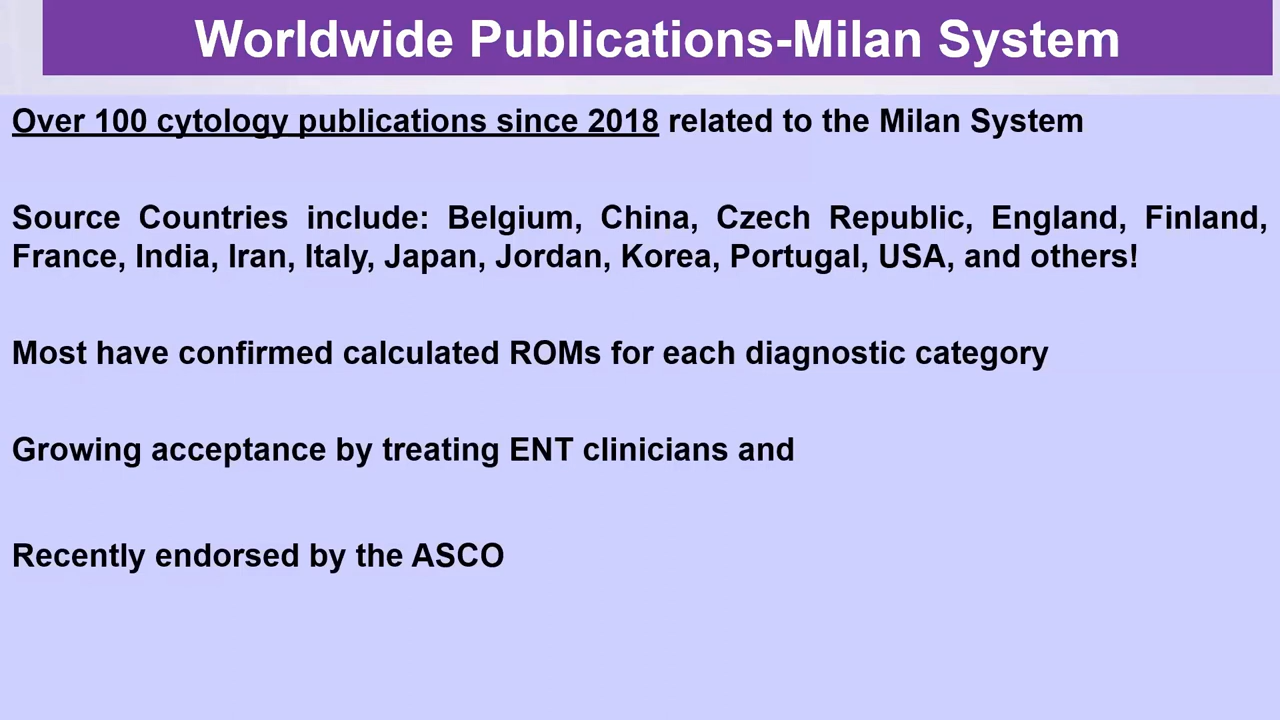 Worldwide Publications-Milan System
Over 100 cytology publications since 2018 related to the Milan System
Source Countries include: Belgium, China, Czech Republic, England, Finland,
France, India, Iran, Italy, Japan, Jordan, Korea, Portugal, USA, and others!
Most have confirmed calculated ROMs for each diagnostic category
Growing acceptance by treating ENT clinicians and
Recently endorsed by the ASCO